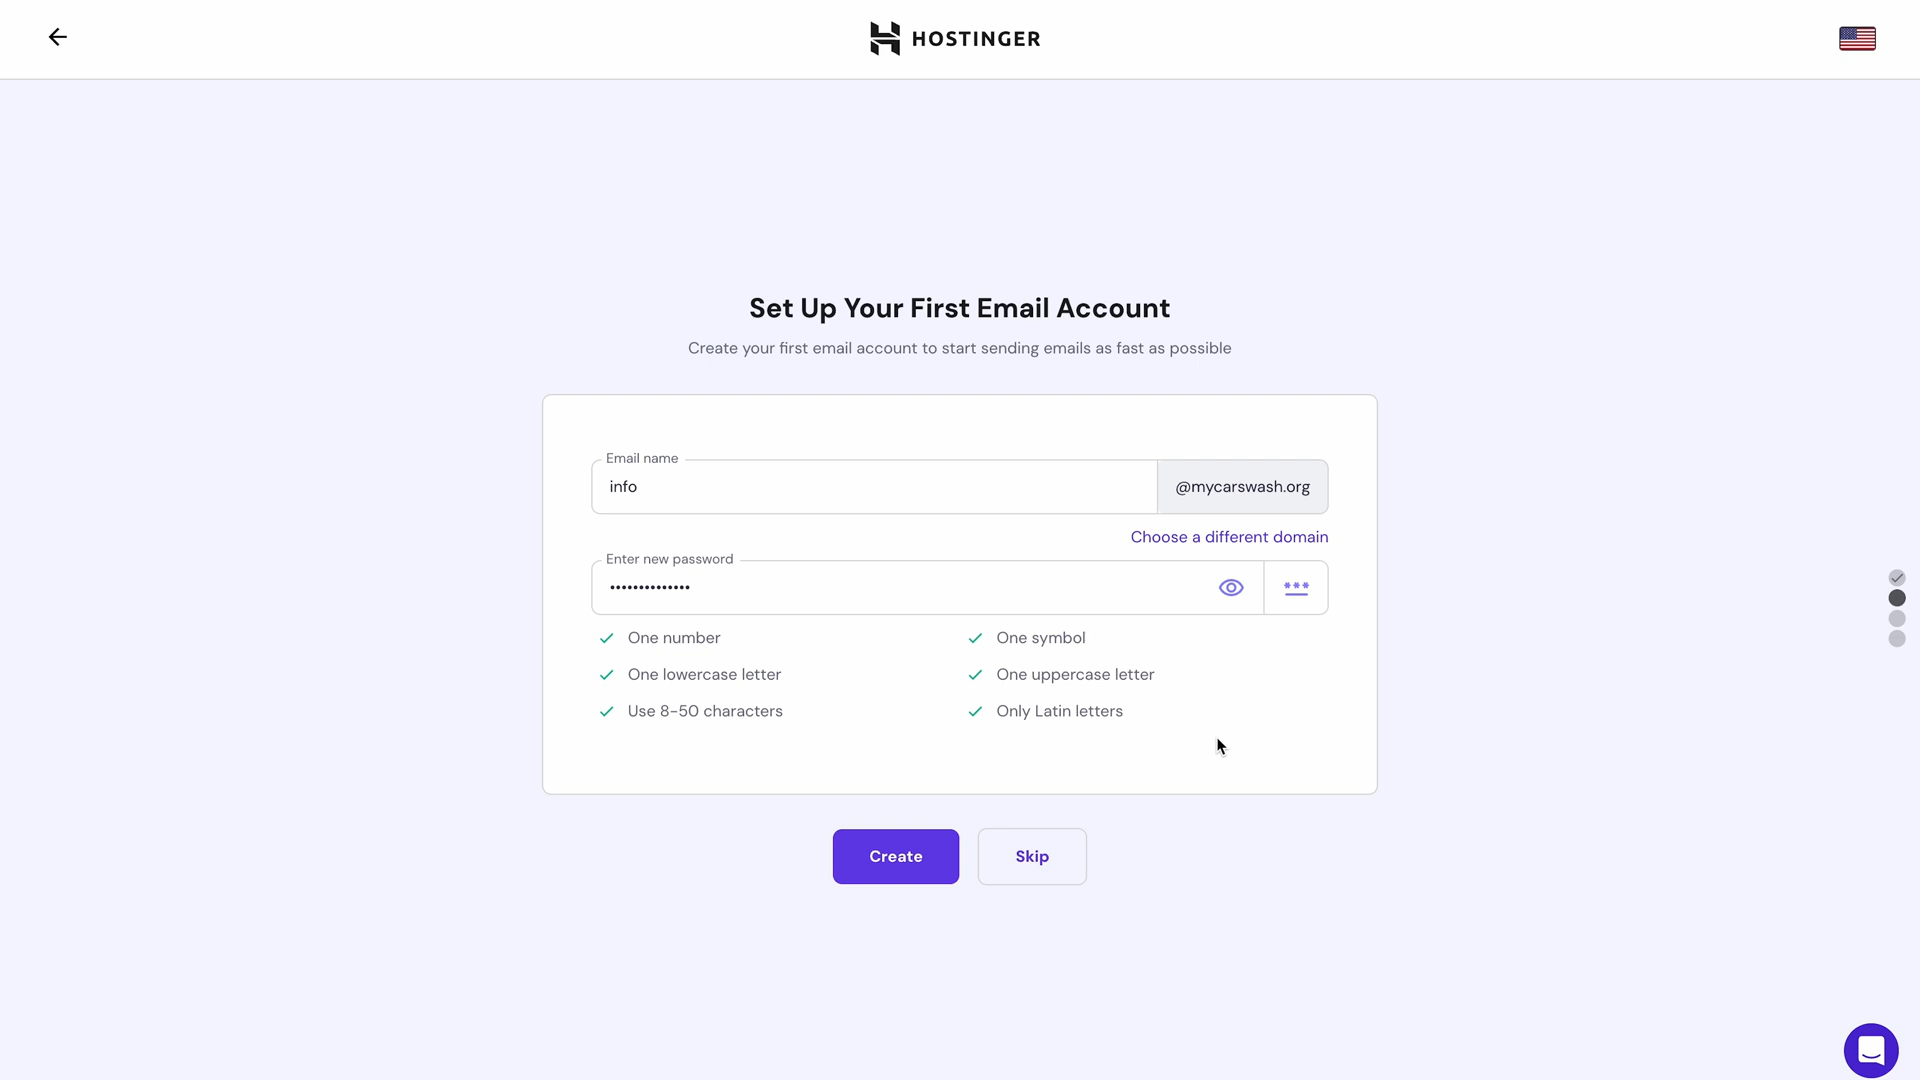 HOSTINGER
Set Up Your First Email Account
Create your first email account to start sending emails as fast as possible
Email name
info
@mycarswash.org
Choose a different domain
Enter new password
••••••••••••••
One number
One symbol
One lowercase letter
One uppercase letter
Use 8-50 characters
Only Latin letters
Create
Skip